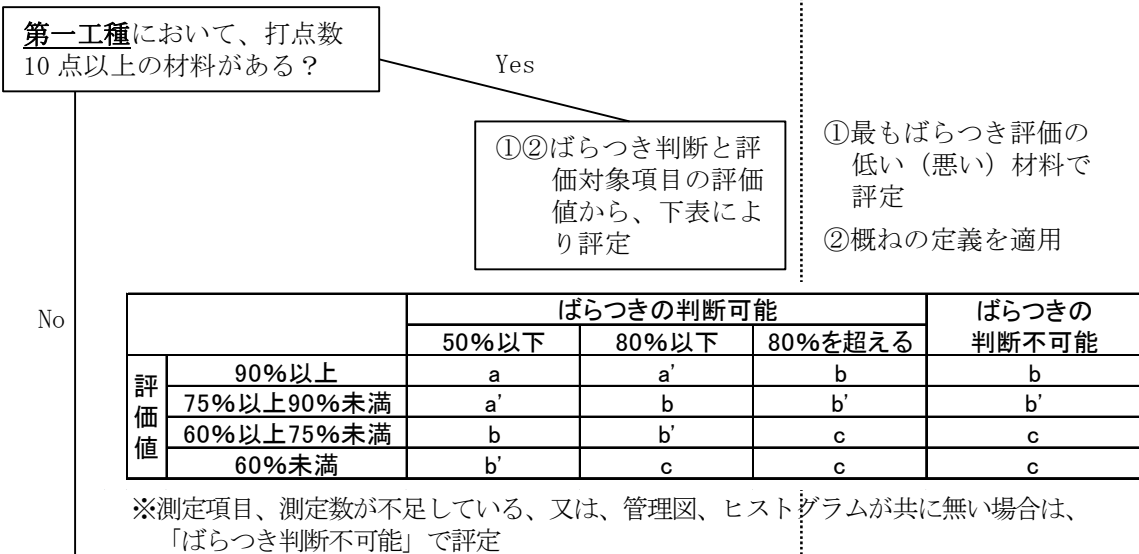 第一工種において、打点数
10点以上の材料がある？
Yes
①②ばらつき判断と評
価対象項目の評価
値から、下表によ
り評定
①最もばらつき評価の
低い（悪い）材料で
評定
②概ねの定義を適用
No
ばらつきの判断可能 ばらつきの
50%以下 80%以下 80%を超える 判断不可能
評価値
90%以上 a a' b b
75%以上90%未満 a' b b' b'
60%以上75%未満 b b' c c
60%未満 b' c c c
※測定項目、測定数が不足している、又は、管理図、ヒストグラムが共に無い場合は、
「ばらつき判断不可能」で評定